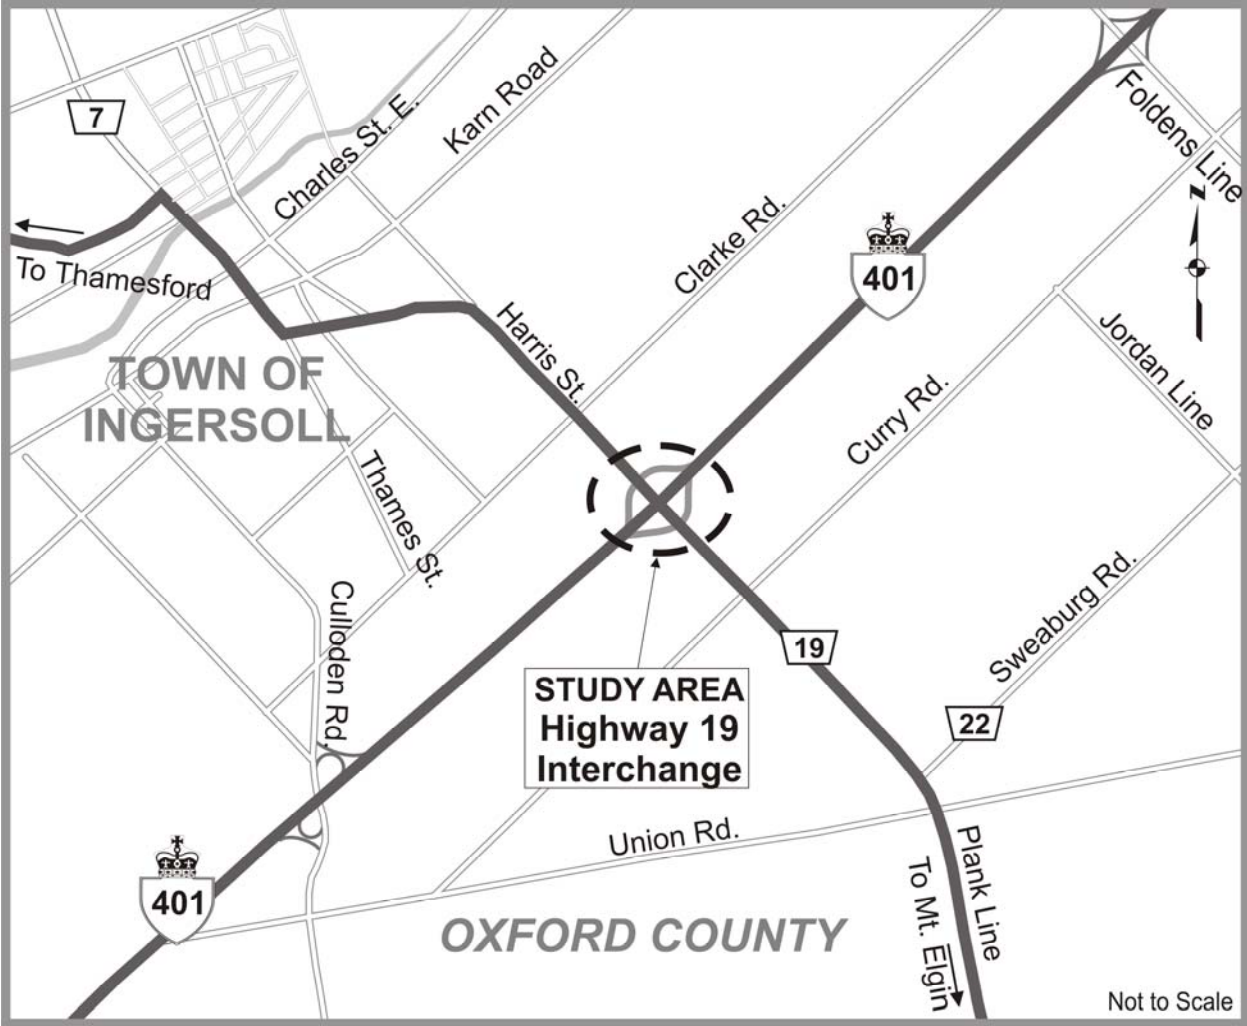 7
Charles St. E.
Karn Road
Foldens Line
N
Clarke Rd.
401
To Thamesford
Harris St.
Jordan Line
TOWN OF
INGERSOLL
Curry Rd.
Thames St.
Culloden Rd.
19
Sweaburg Rd.
22
STUDY AREA
Highway 19
Interchange
Union Rd.
Plank Line
To Mt. Elgin
401
OXFORD COUNTY
Not to Scale